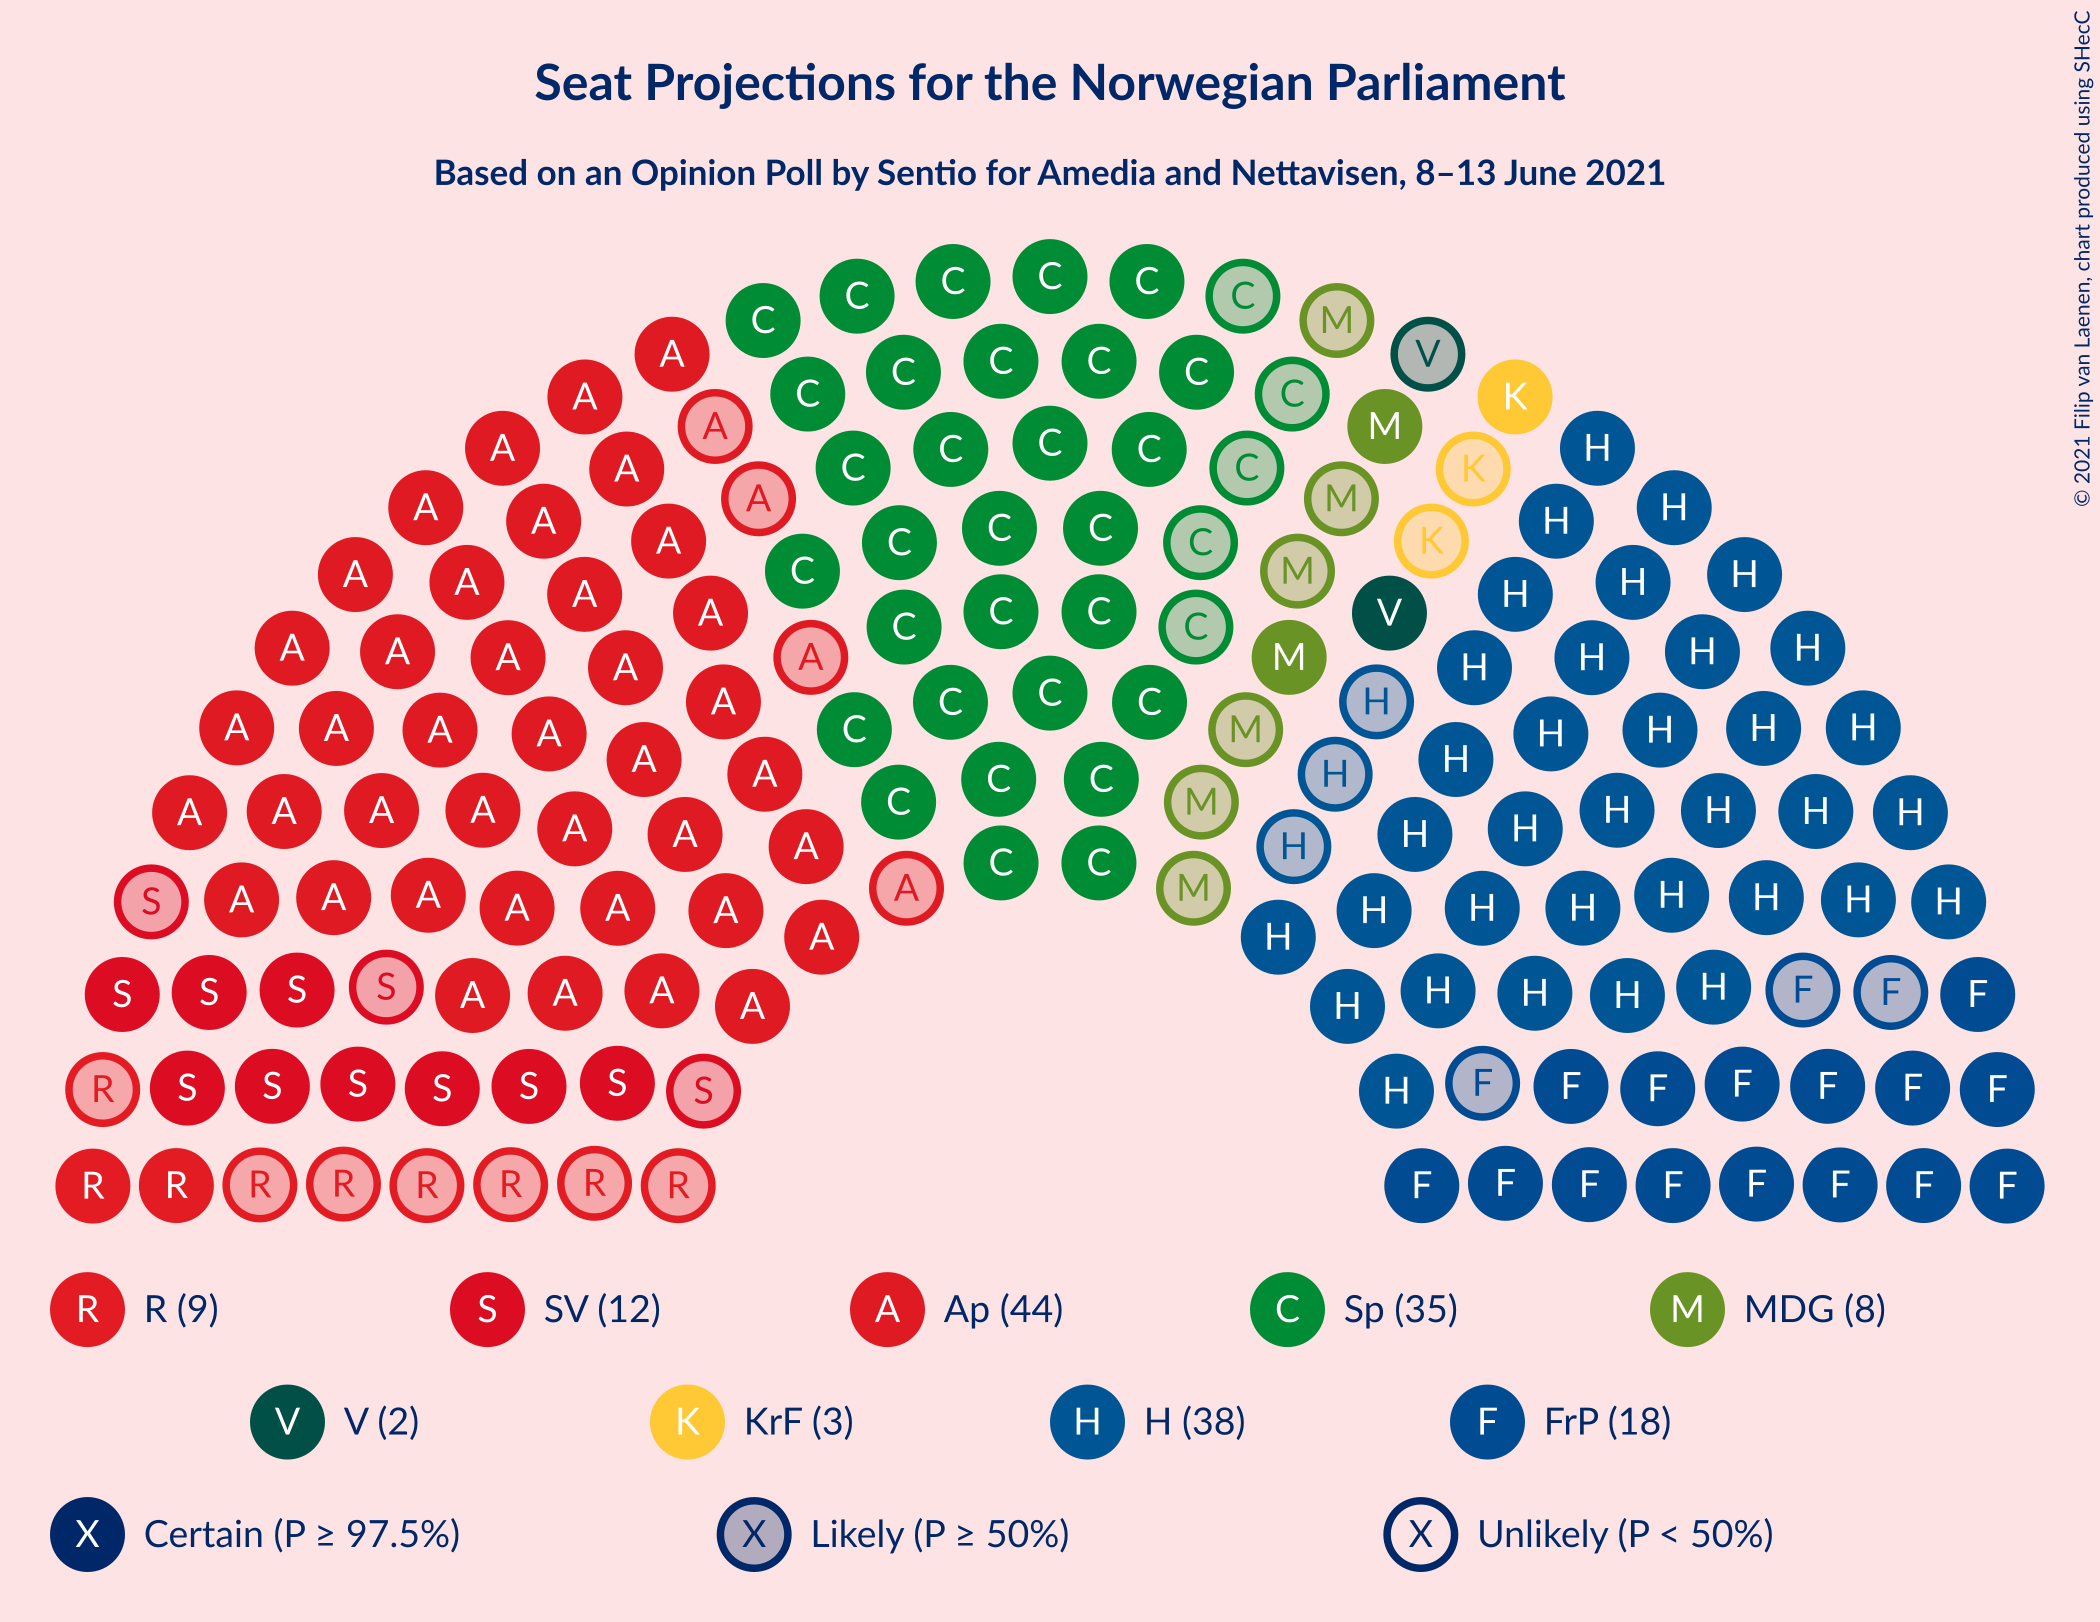 Seat Projections for the Norwegian Parliament
Based on an Opinion Poll by Sentio for Amedia and Nettavisen, 8–13 June 2021
© 2021 Filip van Laenen, chart produced using SHecC
C C C C C C M V K H H H H H H H F F F
A A A A A A A A A A S S R R
R R (9) S SV (12) A Ap (44) C Sp (35) M MDG (8)
V V (2) K KrF (3) H H (38) F FrP (18)
X Certain (P ≥ 97.5%) X Likely (P ≥ 50%) X Unlikely (P < 50%)